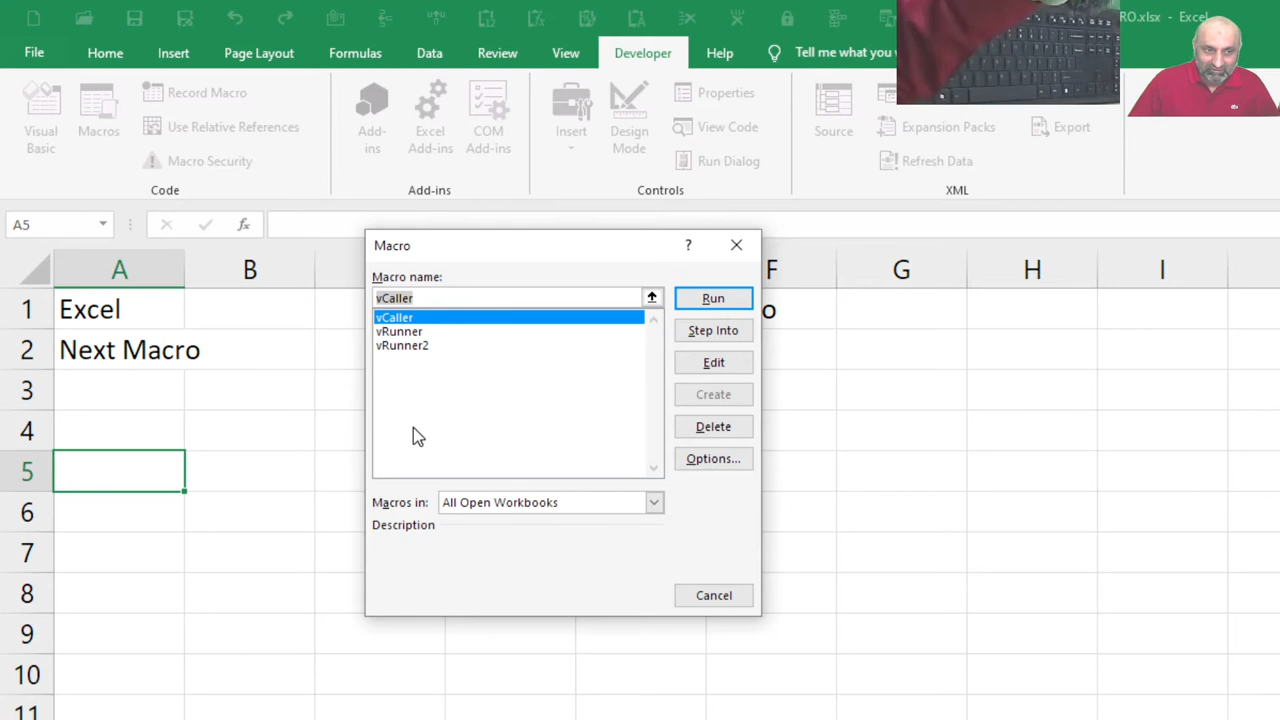 RO.xlsx - Excel
File Home Insert Page Layout Formulas Data Review View Developer Help Tell me what you
Visual Basic
Macros
Record Macro
Use Relative References
Macro Security
Code
Add-ins
Excel Add-ins
COM Add-ins
Add-ins
Insert
Design Mode
Properties
View Code
Run Dialog
Controls
Source
Expansion Packs
Refresh Data
Export
XML
A5 fx
A B F G H I
1 Excel o
2 Next Macro
3
4
5
6
7
8
9
10
11
Macro ?
Macro name:
vCaller
vCaller
vRunner
vRunner2
Run
Step Into
Edit
Create
Delete
Options...
Macros in: All Open Workbooks
Description
Cancel